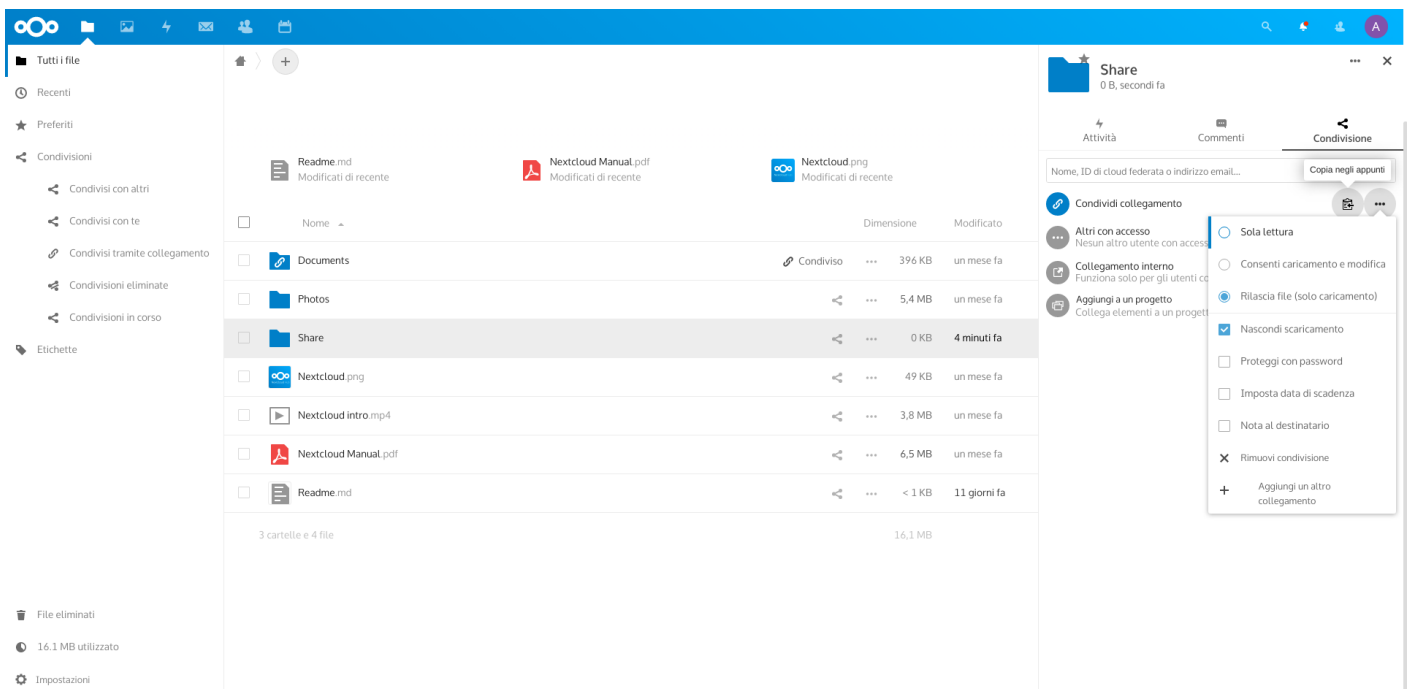 A
Tutti i file
Recenti
Preferiti
Condivisioni
Condivisi con altri
Condivisi con te
Condivisi tramite collegamento
Condivisioni eliminate
Condivisioni in corso
Etichette
File eliminati
16.1 MB utilizzato
Impostazioni
Readme.md
Modificati di recente
Nextcloud Manual.pdf
Modificati di recente
Nextcloud.png
Modificati di recente
Nome Dimensione Modificato
Documents Condiviso 396 KB un mese fa
Photos 5,4 MB un mese fa
Share 0 KB 4 minuti fa
Nextcloud.png 49 KB un mese fa
Nextcloud intro.mp4 3,8 MB un mese fa
Nextcloud Manual.pdf 6,5 MB un mese fa
Readme.md < 1 KB 11 giorni fa
3 cartelle e 4 file 16,1 MB
Share
0 B, secondi fa
Attività Commenti Condivisione
Nome, ID di cloud federata o indirizzo email...
Copia negli appunti
Condividi collegamento
Altri con accesso
Nesun altro utente con access
Collegamento interno
Funziona solo per gli utenti co
Aggiungi a un progetto
Collega elementi a un proget
Sola lettura
Consenti caricamento e modifica
Rilascia file (solo caricamento)
Nascondi scaricamento
Proteggi con password
Imposta data di scadenza
Nota al destinatario
Rimuovi condivisione
Aggiungi un altro
collegamento